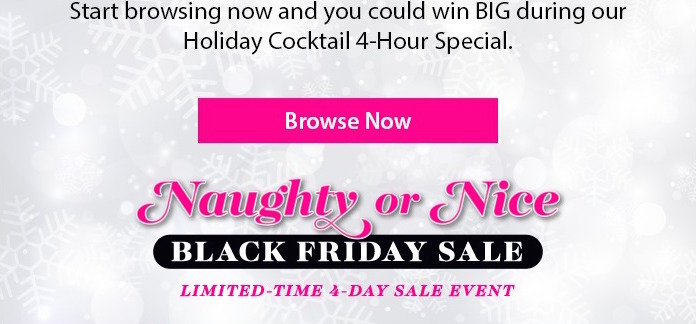 Start browsing now and you could win BIG during our
Holiday Cocktail 4-Hour Special.
Browse Now
Naughty or Nice
BLACK FRIDAY SALE
LIMITED-TIME 4-DAY SALE EVENT